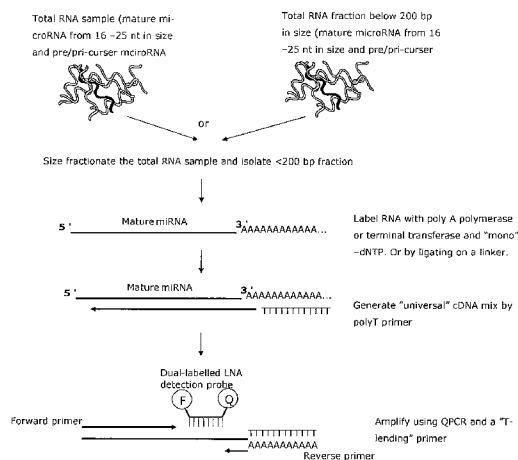 Total RNA sample (mature mi-
croRNA from 16 –25 nt in size
and pre/pri-curser mciroRNA
Total RNA fraction below 200 bp
in size (mature microRNA from 16
–25 nt in size and pre/pri-curser
or
Size fractionate the total RNA sample and isolate <200 bp fraction
5' Mature miRNA 3' AAAAAAAAAAAA...
Label RNA with poly A polymerase
or terminal transferase and "mono"
–dNTP. Or by ligating on a linker.
5' Mature miRNA 3' AAAAAAAAAAAA...
TTTTTTTTTT
Generate "universal" cDNA mix by
polyT primer
Dual-labelled LNA
detection probe
F Q
Forward primer
TTTTTTTTTT
AAAAAAAAAA
Reverse primer
Amplify using QPCR and a "T-
lending" primer